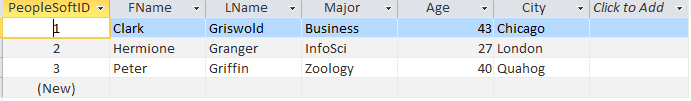 PeopleSoftID FName LName Major Age City Click to Add
1 Clark Griswold Business 43 Chicago
2 Hermione Granger InfoSci 27 London
3 Peter Griffin Zoology 40 Quahog
(New)